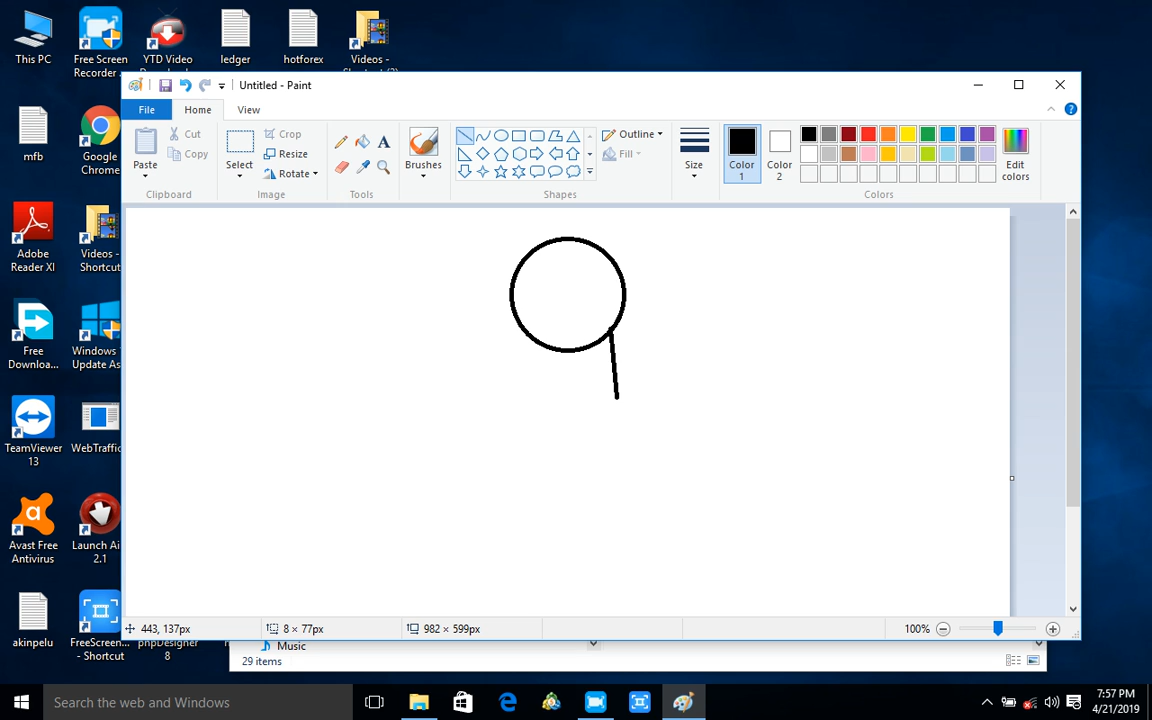 This PC
Free Screen Recorder ...
YTD Video
ledger
hotforex
Videos -
Untitled - Paint
File
Home
View
mfb
Google Chrome
Paste
Cut
Copy
Clipboard
Select
Crop
Resize
Rotate
Image
Tools
Brushes
Shapes
Outline
Fill
Size
Color 1
Color 2
Edit colors
Colors
Adobe Reader XI
Videos - Shortcut
Free Downloa...
Windows
Update As
TeamViewer 13
WebTraffic
Avast Free Antivirus
Launch Ai
2.1
akinpelu
FreeScreen... - Shortcut
phpDesigner 8
443, 137px
8 × 77px
982 × 599px
100%
Music
29 items
Search the web and Windows
7:57 PM
4/21/2019